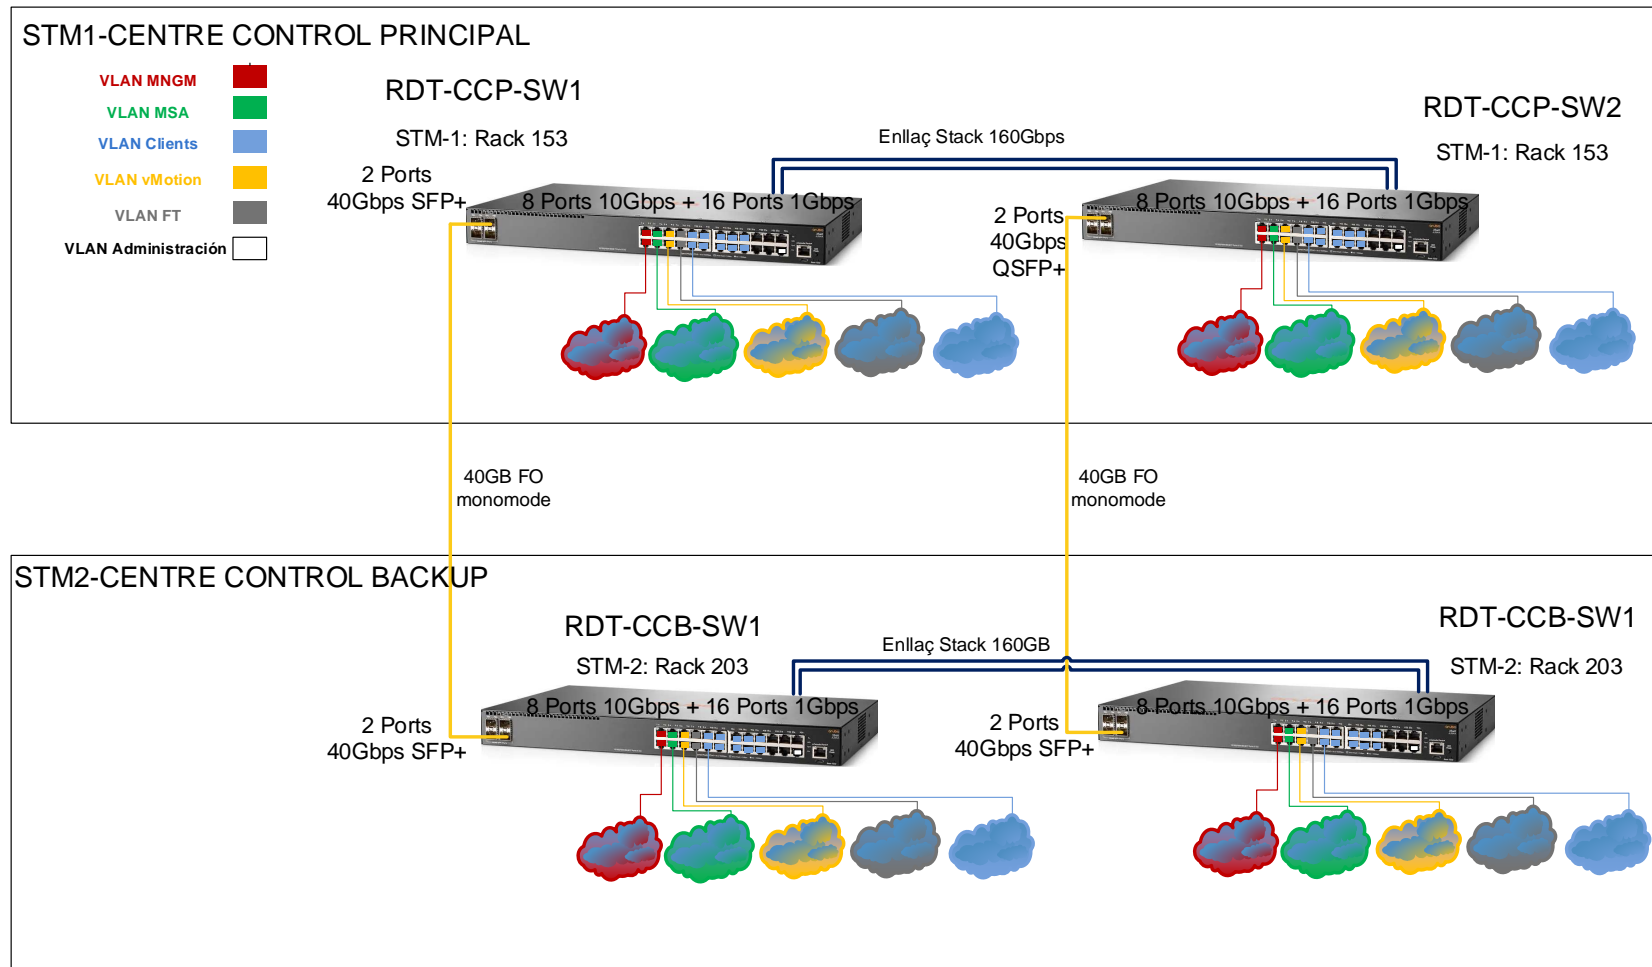 STM1-CENTRE CONTROL PRINCIPAL
VLAN MNGM
VLAN MSA
VLAN Clients
VLAN vMotion
VLAN FT
VLAN Administración
RDT-CCP-SW1
STM-1: Rack 153
2 Ports
40Gbps SFP+
8 Ports 10Gbps + 16 Ports 1Gbps
Enllaç Stack 160Gbps
RDT-CCP-SW2
STM-1: Rack 153
2 Ports
40Gbps
QSFP+
8 Ports 10Gbps + 16 Ports 1Gbps
40GB FO
monomode
40GB FO
monomode
STM2-CENTRE CONTROL BACKUP
RDT-CCB-SW1
STM-2: Rack 203
2 Ports
40Gbps SFP+
8 Ports 10Gbps + 16 Ports 1Gbps
Enllaç Stack 160GB
RDT-CCB-SW1
STM-2: Rack 203
2 Ports
40Gbps SFP+
8 Ports 10Gbps + 16 Ports 1Gbps